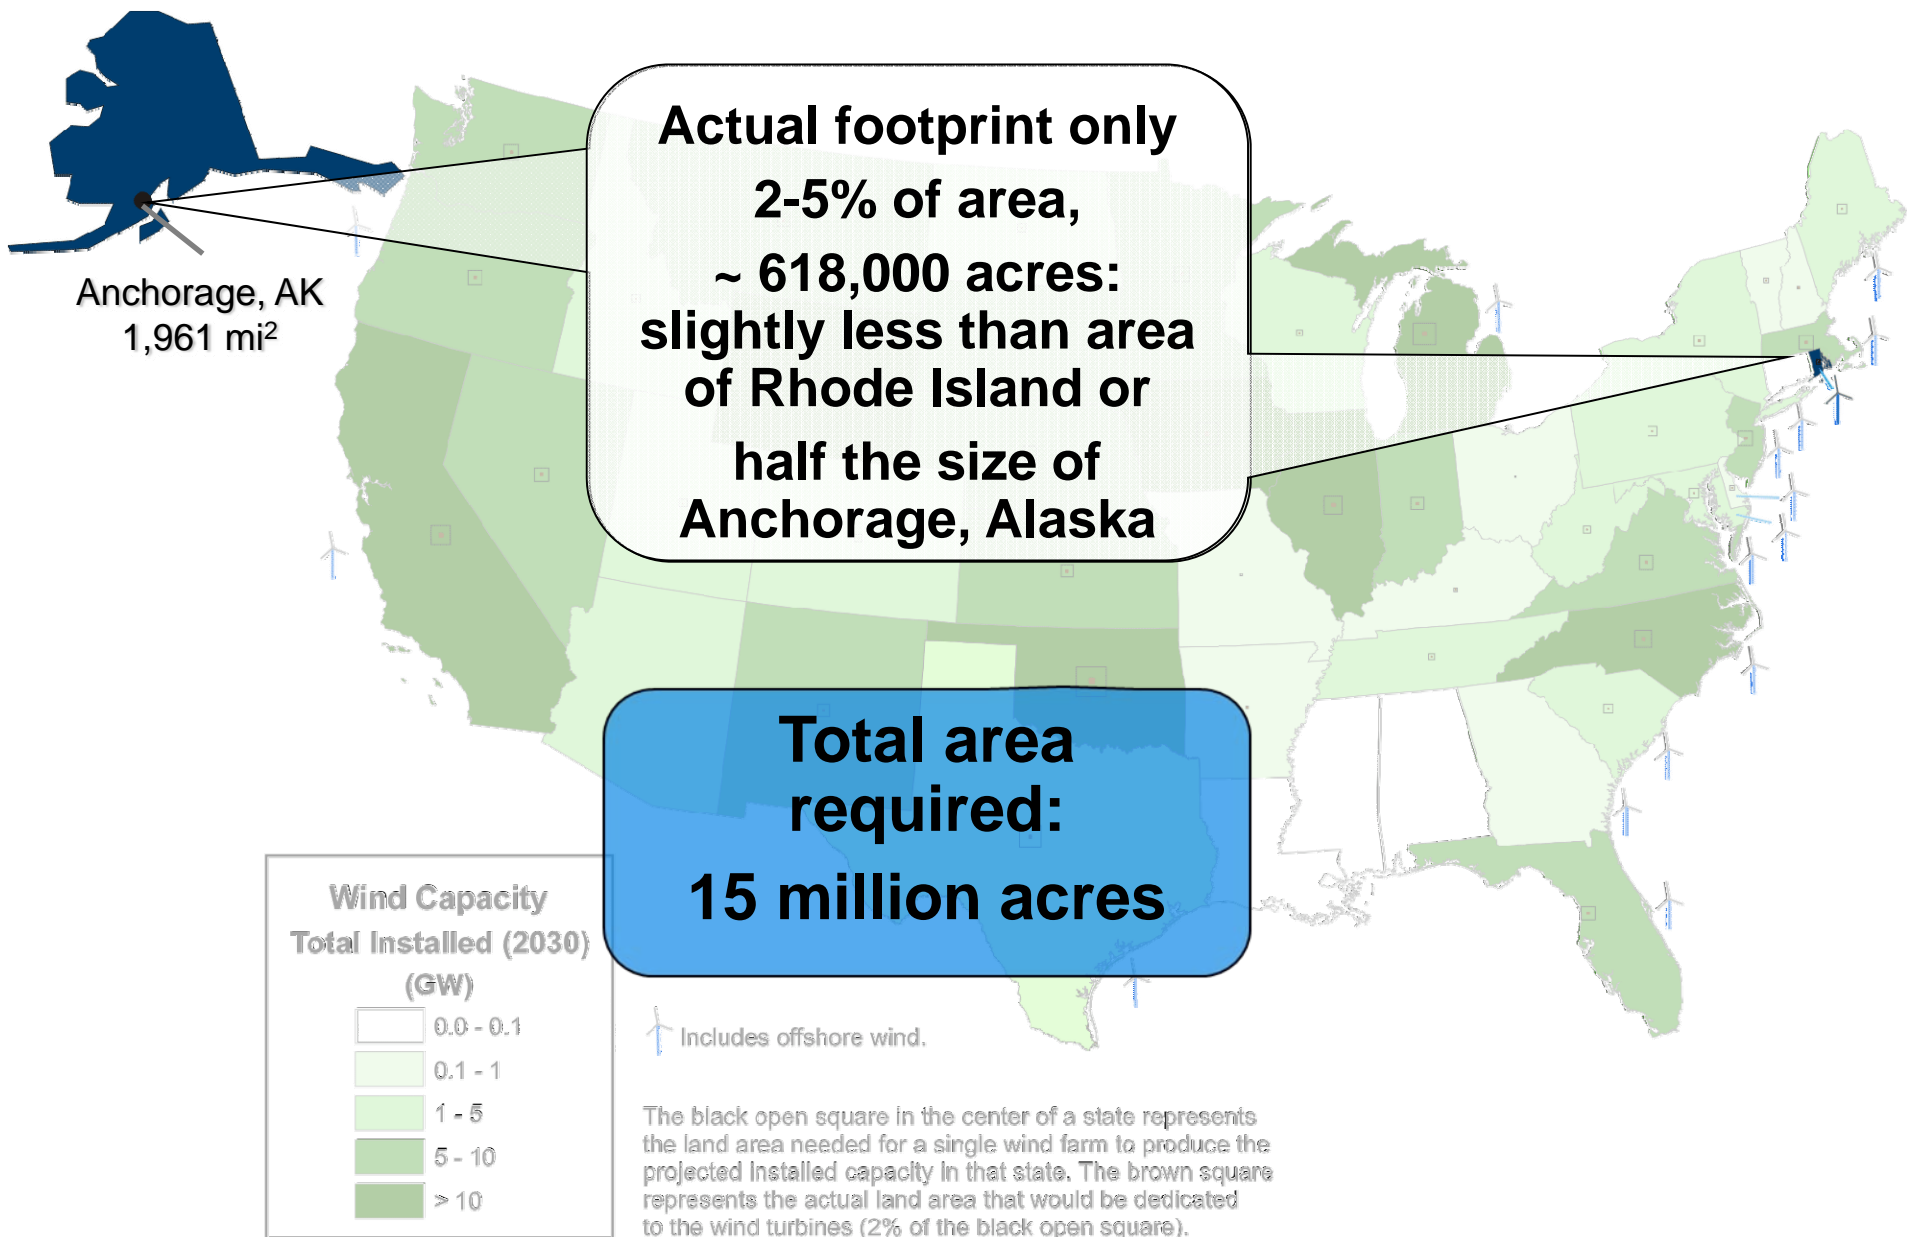 Actual footprint only
2-5% of area,
~ 618,000 acres:
slightly less than area
of Rhode Island or
half the size of
Anchorage, Alaska
Anchorage, AK
1,961 mi²
Total area
required:
15 million acres
Wind Capacity
Total Installed (2030)
(GW)
0.0 - 0.1
0.1 - 1
1 - 5
5 - 10
> 10
Includes offshore wind.
The black open square in the center of a state represents
the land area needed for a single wind farm to produce the
projected installed capacity in that state. The brown square
represents the actual land area that would be dedicated
to the wind turbines (2% of the black open square).